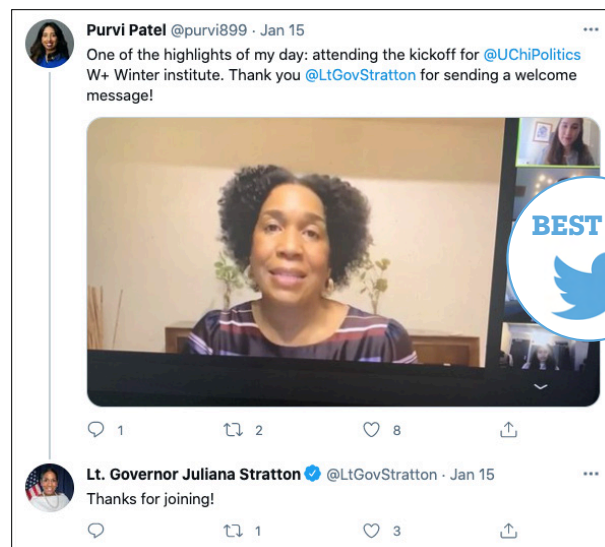 Purvi Patel @purvi899 · Jan 15
One of the highlights of my day: attending the kickoff for @UChiPolitics
W+ Winter institute. Thank you @LtGovStratton for sending a welcome
message!
BEST
1 2 8
Lt. Governor Juliana Stratton @LtGovStratton · Jan 15
Thanks for joining!
1 3